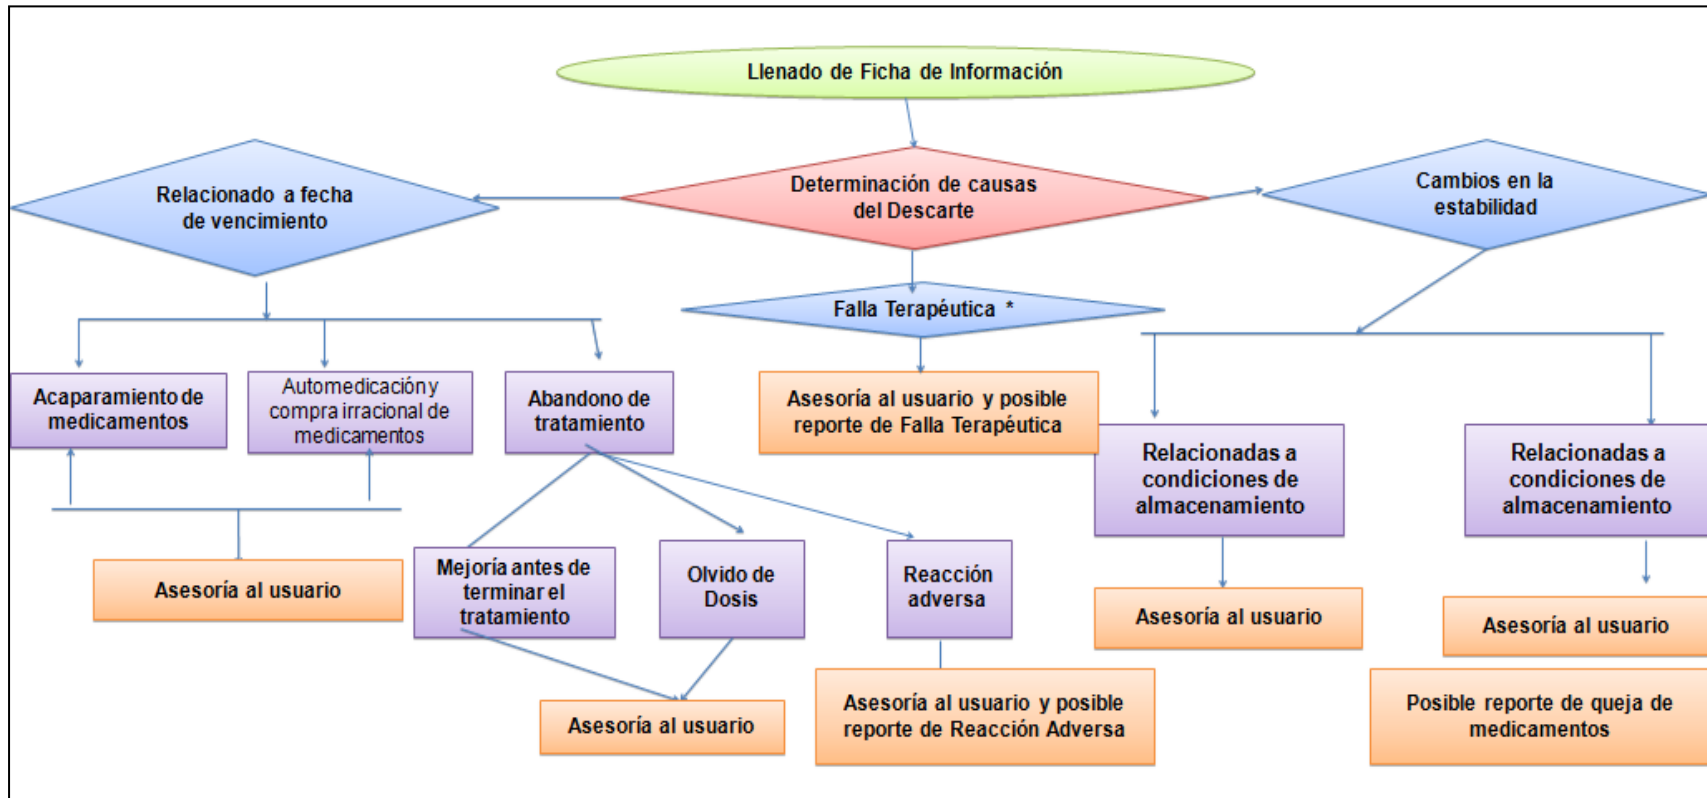 Llenado de Ficha de Información
Relacionado a fecha
de vencimiento
Determinación de causas
del Descarte
Cambios en la
estabilidad
Falla Terapéutica *
Acaparamiento de
medicamentos
Automedicación y
compra irracional de
medicamentos
Abandono de
tratamiento
Asesoría al usuario y posible
reporte de Falla Terapéutica
Relacionadas a
condiciones de
almacenamiento
Relacionadas a
condiciones de
almacenamiento
Asesoría al usuario
Mejoría antes de
terminar el
tratamiento
Olvido de
Dosis
Reacción
adversa
Asesoría al usuario
Asesoría al usuario
Asesoría al usuario
Asesoría al usuario y posible
reporte de Reacción Adversa
Posible reporte de queja de
medicamentos